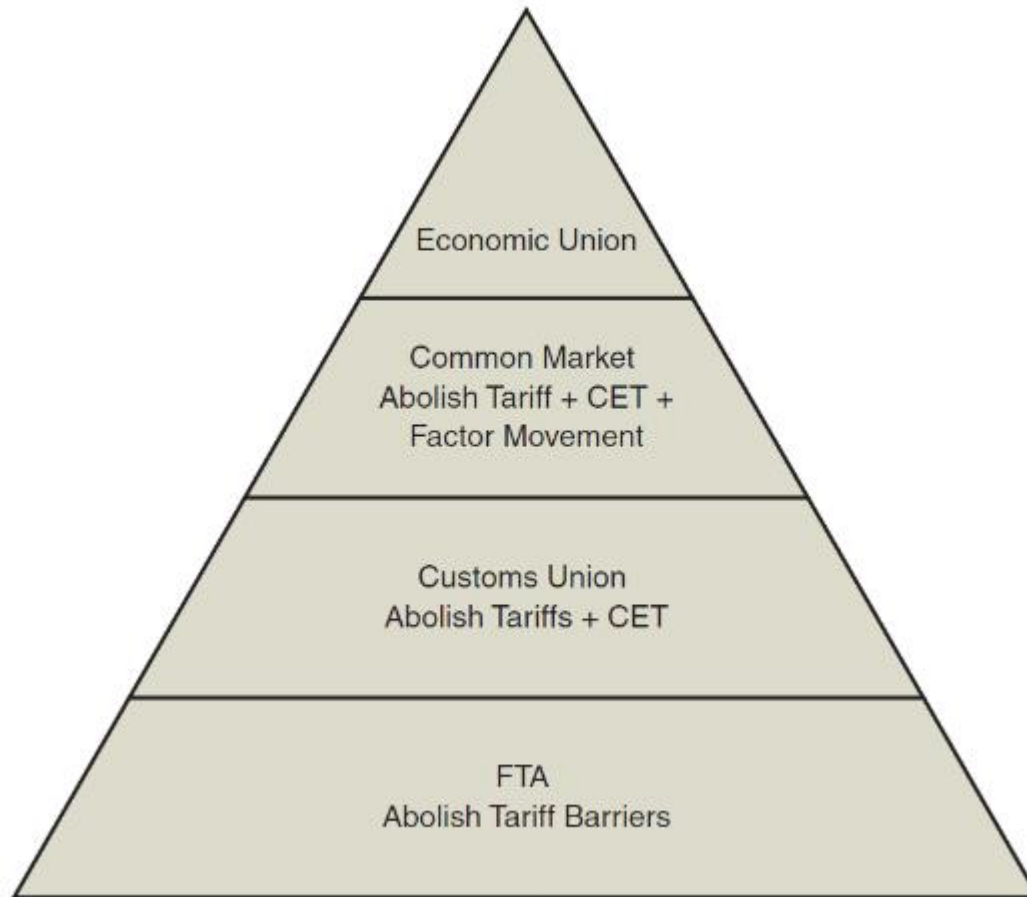 Economic Union
Common Market
Abolish Tariff + CET +
Factor Movement
Customs Union
Abolish Tariffs + CET
FTA
Abolish Tariff Barriers